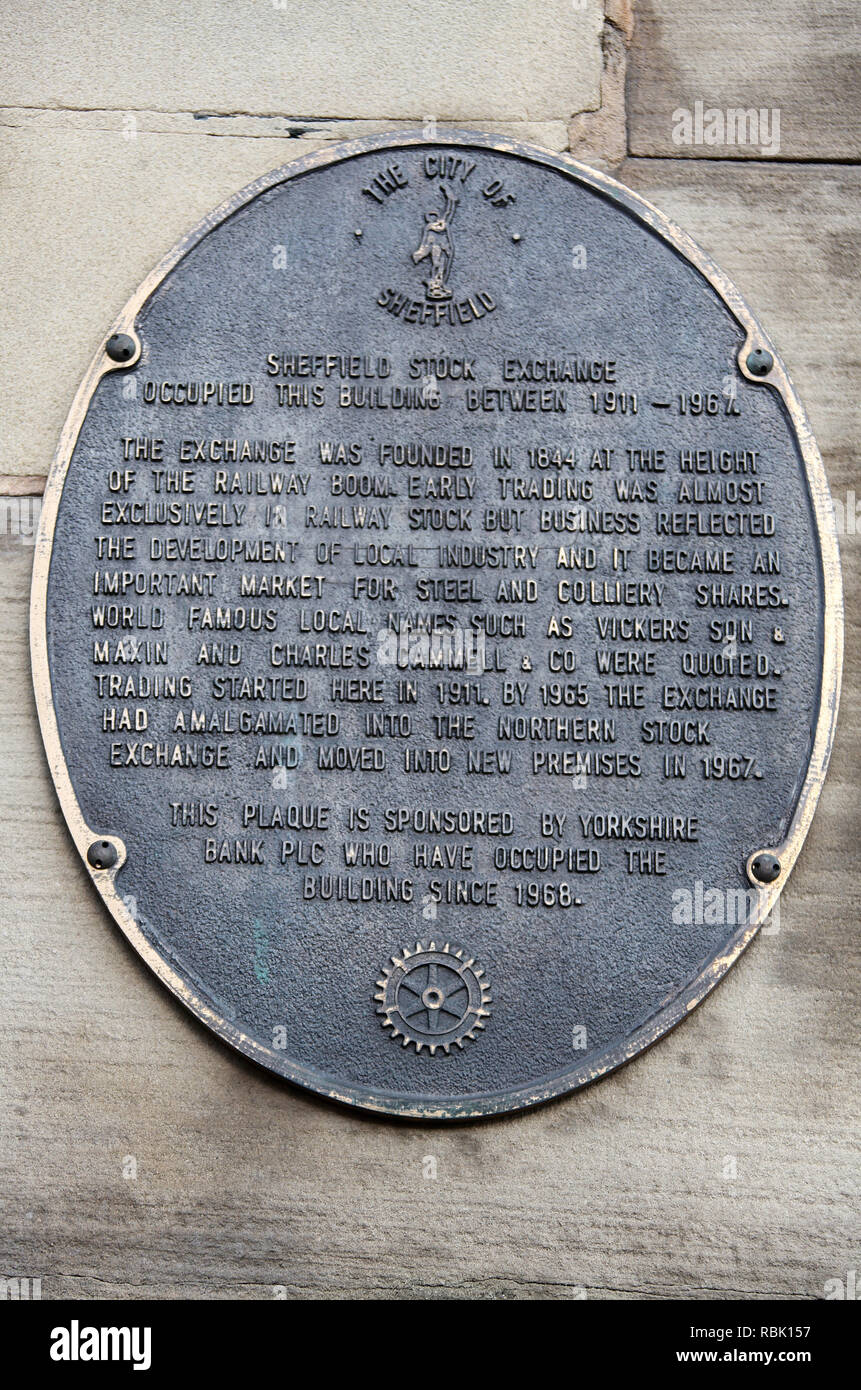 THE CITY OF
SHEFFIELD
SHEFFIELD STOCK EXCHANGE
OCCUPIED THIS BUILDING BETWEEN 1911 – 1967.
THE EXCHANGE WAS FOUNDED IN 1844 AT THE HEIGHT
OF THE RAILWAY BOOM. EARLY TRADING WAS ALMOST
EXCLUSIVELY IN RAILWAY STOCK BUT BUSINESS REFLECTED
THE DEVELOPMENT OF LOCAL INDUSTRY AND IT BECAME AN
IMPORTANT MARKET FOR STEEL AND COLLIERY SHARES.
WORLD FAMOUS LOCAL NAMES SUCH AS VICKERS SON &
MAXIN AND CHARLES CAMMELL & CO WERE QUOTED.
TRADING STARTED HERE IN 1911. BY 1965 THE EXCHANGE
HAD AMALGAMATED INTO THE NORTHERN STOCK
EXCHANGE AND MOVED INTO NEW PREMISES IN 1967.
THIS PLAQUE IS SPONSORED BY YORKSHIRE
BANK PLC WHO HAVE OCCUPIED THE
BUILDING SINCE 1968.
alamy
alamy stock photo
Image ID: RBK157
www.alamy.com